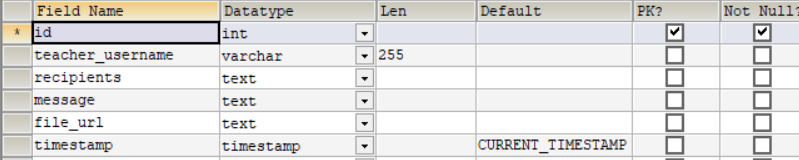 Field Name Datatype Len Default PK? Not Null?
* id int
teacher_username varchar 255
recipients text
message text
file_url text
timestamp timestamp CURRENT_TIMESTAMP